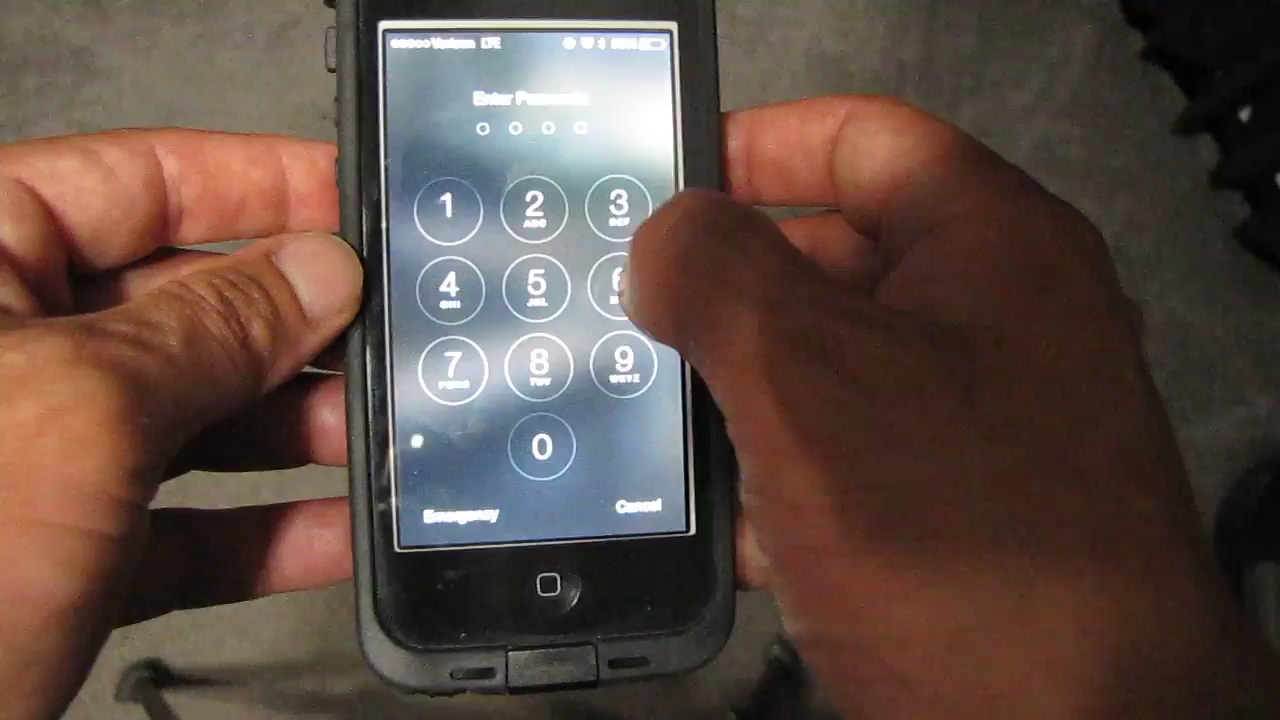 Verizon LTE
Enter Passcode
1 2 3
ABC DEF
4 5 6
GHI JKL
7 8 9
PQRS TUV WXYZ
0
Emergency Cancel